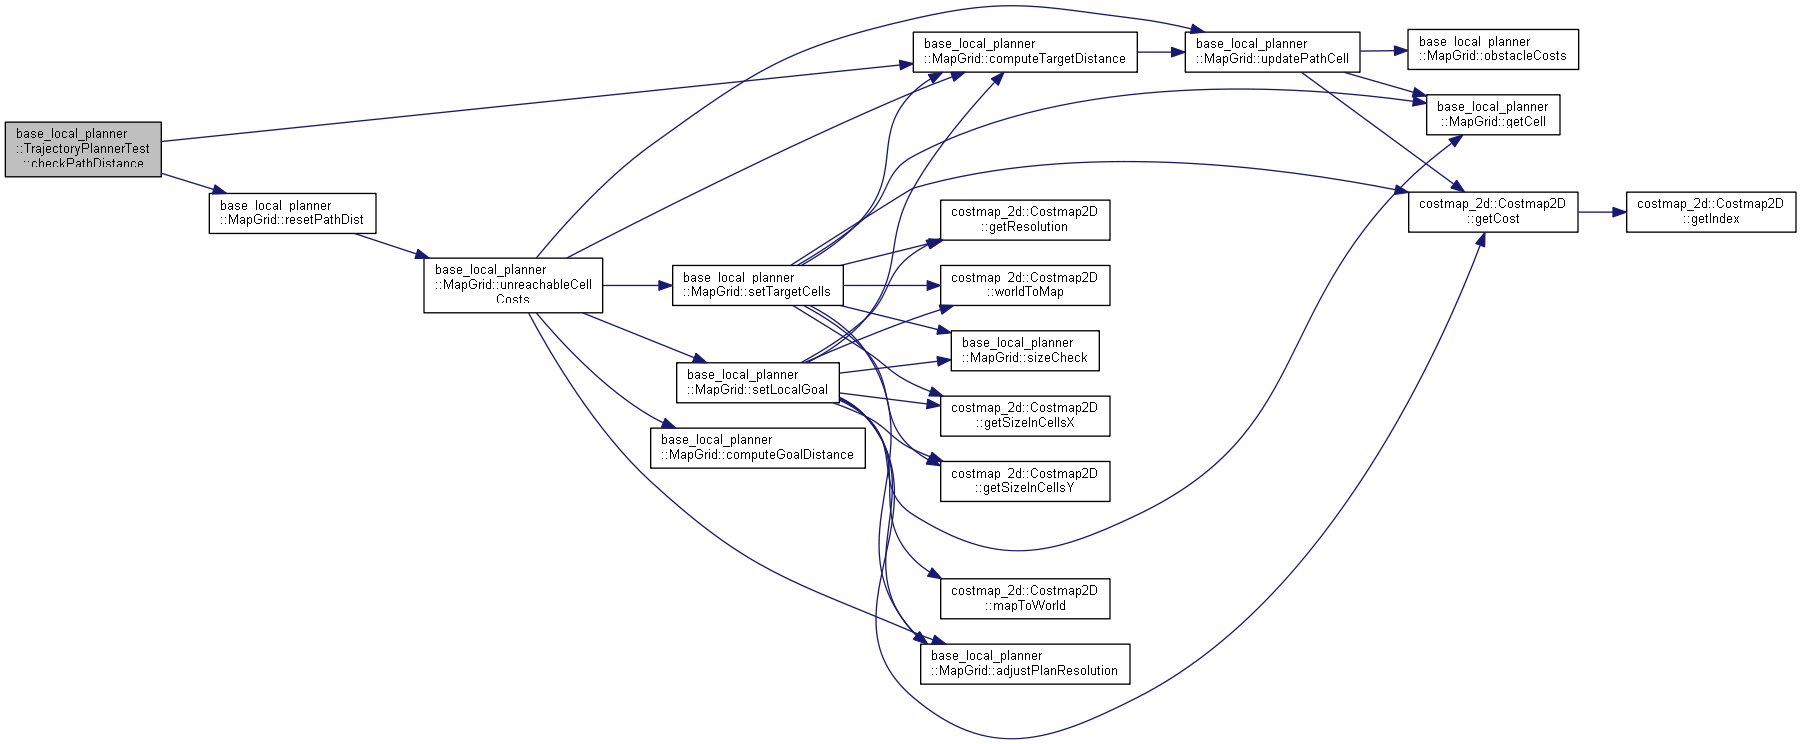 base_local_planner
::TrajectoryPlannerTest
::checkPathDistance
base_local_planner
::MapGrid::resetPathDist
base_local_planner
::MapGrid::unreachableCell
Costs
base_local_planner
::MapGrid::setTargetCells
base_local_planner
::MapGrid::setLocalGoal
base_local_planner
::MapGrid::computeGoalDistance
base_local_planner
::MapGrid::computeTargetDistance
costmap_2d::Costmap2D
::getResolution
costmap_2d::Costmap2D
::worldToMap
base_local_planner
::MapGrid::sizeCheck
costmap_2d::Costmap2D
::getSizeInCellsX
costmap_2d::Costmap2D
::getSizeInCellsY
costmap_2d::Costmap2D
::mapToWorld
base_local_planner
::MapGrid::adjustPlanResolution
base_local_planner
::MapGrid::updatePathCell
base_local_planner
::MapGrid::obstacleCosts
base_local_planner
::MapGrid::getCell
costmap_2d::Costmap2D
::getCost
costmap_2d::Costmap2D
::getIndex